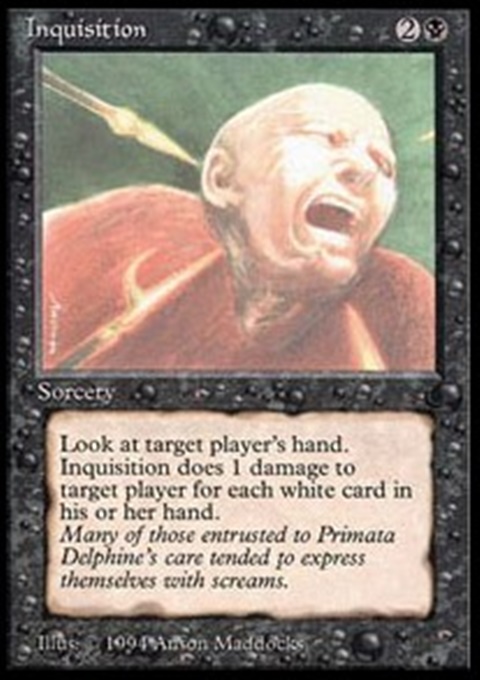 Inquisition 2
Sorcery
Look at target player's hand.
Inquisition does 1 damage to
target player for each white card in
his or her hand.
Many of those entrusted to Primata
Delphine's care tended to express
themselves with screams.
Illus. © 1994 Anson Maddocks